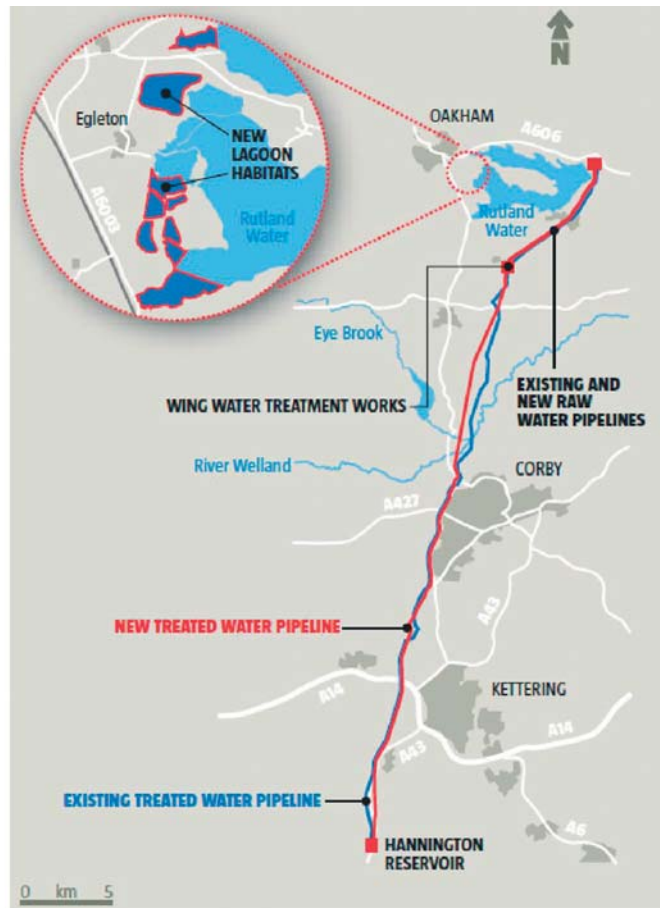 N
Egleton
NEW
LAGOON
HABITATS
A6003
Rutland
Water
OAKHAM
A606
Rutland
Water
Eye Brook
WING WATER TREATMENT WORKS
EXISTING AND
NEW RAW
WATER PIPELINES
River Welland
CORBY
A427
A43
NEW TREATED WATER PIPELINE
KETTERING
A14
A14
A43
EXISTING TREATED WATER PIPELINE
A6
HANNINGTON
RESERVOIR
0 km 5